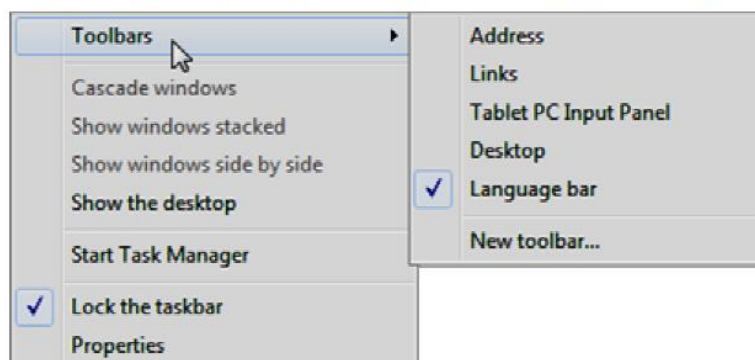 Toolbars
Cascade windows
Show windows stacked
Show windows side by side
Show the desktop
Start Task Manager
Lock the taskbar
Properties
Address
Links
Tablet PC Input Panel
Desktop
Language bar
New toolbar...